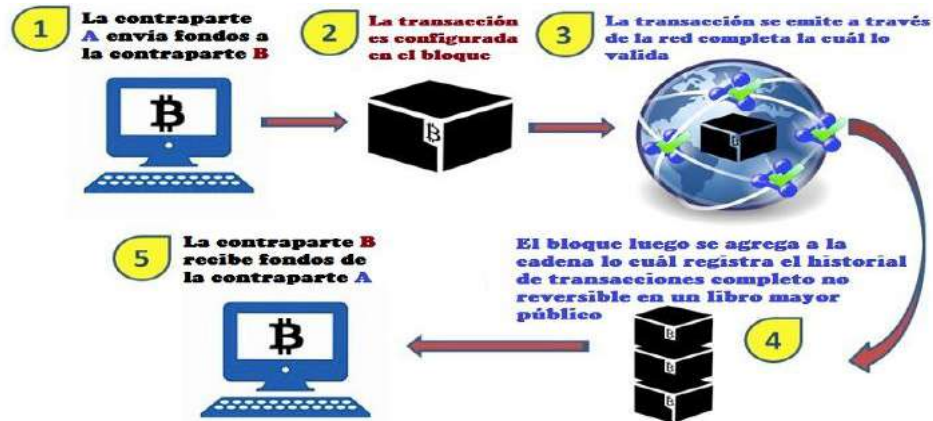 1
La contraparte
A envía fondos a
la contraparte B
2
La transacción
es configurada
en el bloque
3
La transacción se emite a través
de la red completa la cuál lo
valida
5
La contraparte B
recibe fondos de
la contraparte A
El bloque luego se agrega a la
cadena lo cuál registra el historial
de transacciones completo no
reversible en un libro mayor
público
4